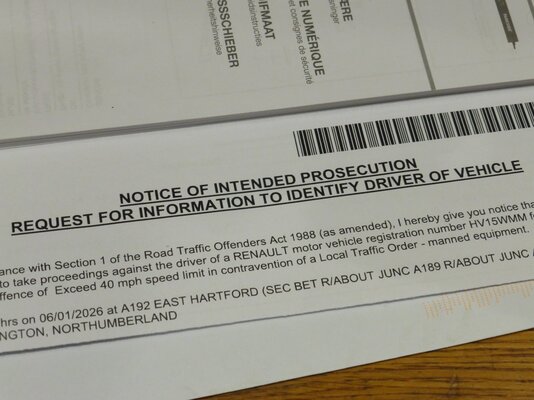 SSSCHIEBER
herheitshinweise
IFMAAT
idsinstructies
E NUMÉRIQUE
et consignes de sécurité
NOTICE OF INTENDED PROSECUTION
REQUEST FOR INFORMATION TO IDENTIFY DRIVER OF VEHICLE
ance with Section 1 of the Road Traffic Offenders Act 1988 (as amended), I hereby give you notice tha
to take proceedings against the driver of a RENAULT motor vehicle registration number HV15WMM f
ffence of Exceed 40 mph speed limit in contravention of a Local Traffic Order - manned equipment.
hrs on 06/01/2026 at A192 EAST HARTFORD (SEC BET R/ABOUT JUNC A189 R/ABOUT JUNC
NGTON, NORTHUMBERLAND